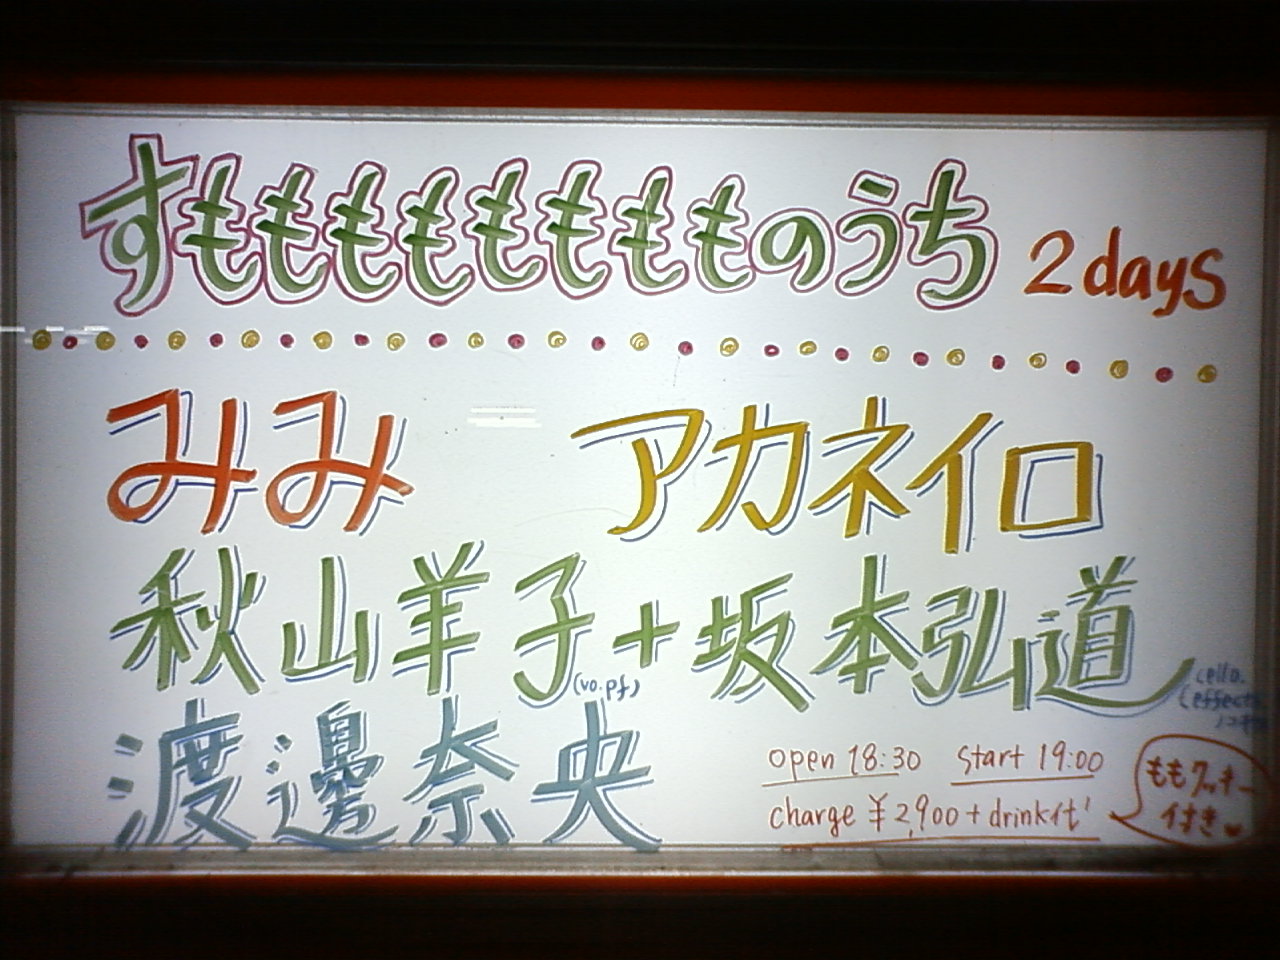 すももももももももものうち 2days
みみ アカネイロ
秋山羊子(vo.pf)+坂本弘道
cello.
(effect
渡邊奈央
open 18:30 start 19:00
charge ¥2,900+drink代
ももクッキー
付き♥